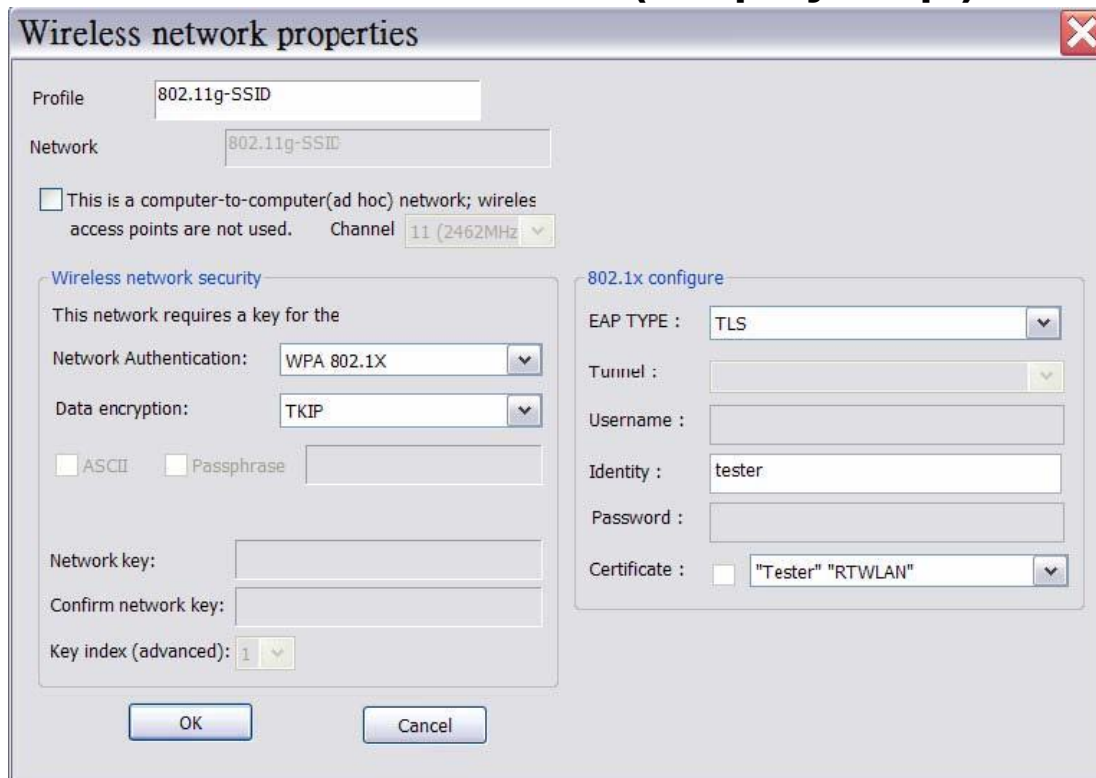 Wireless network properties
Profile 802.11g-SSID
Network 802.11g-SSID
This is a computer-to-computer(ad hoc) network; wireles
access points are not used. Channel 11 (2462MHz
Wireless network security
This network requires a key for the
Network Authentication: WPA 802.1X
Data encryption: TKIP
ASCII Passphrase
Network key:
Confirm network key:
Key index (advanced): 1
802.1x configure
EAP TYPE : TLS
Tunnel :
Username :
Identity : tester
Password :
Certificate : "Tester" "RTWLAN"
OK Cancel